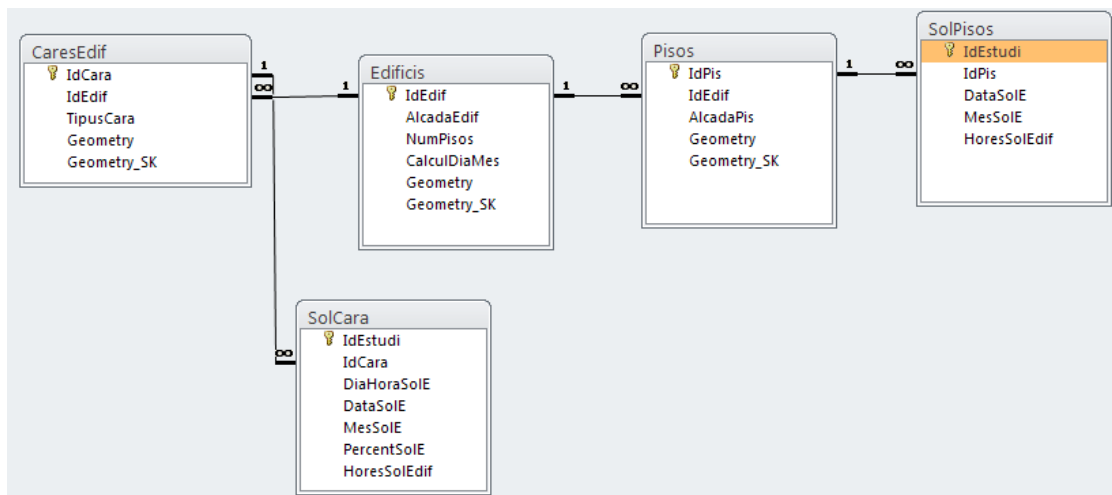 CaresEdif
IdCara
IdEdif
TipusCara
Geometry
Geometry_SK
1
∞
1
Edificis
IdEdif
AlcadaEdif
NumPisos
CalculDiaMes
Geometry
Geometry_SK
1
∞
Pisos
IdPis
IdEdif
AlcadaPis
Geometry
Geometry_SK
1
∞
SolPisos
IdEstudi
IdPis
DataSolE
MesSolE
HoresSolEdif
∞
SolCara
IdEstudi
IdCara
DiaHoraSolE
DataSolE
MesSolE
PercentSolE
HoresSolEdif